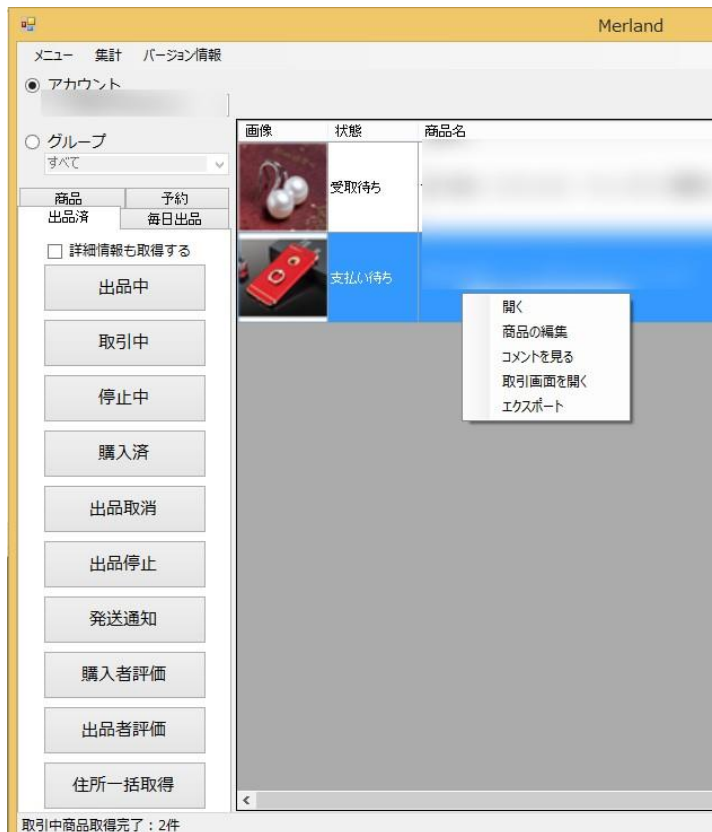 Merland
メニュー 集計 バージョン情報
アカウント
グループ
すべて
商品 予約
出品済 毎日出品
詳細情報も取得する
出品中
取引中
停止中
購入済
出品取消
出品停止
発送通知
購入者評価
出品者評価
住所一括取得
画像 状態 商品名
受取待ち
支払い待ち
開く
商品の編集
コメントを見る
取引画面を開く
エクスポート
取引中商品取得完了:2件